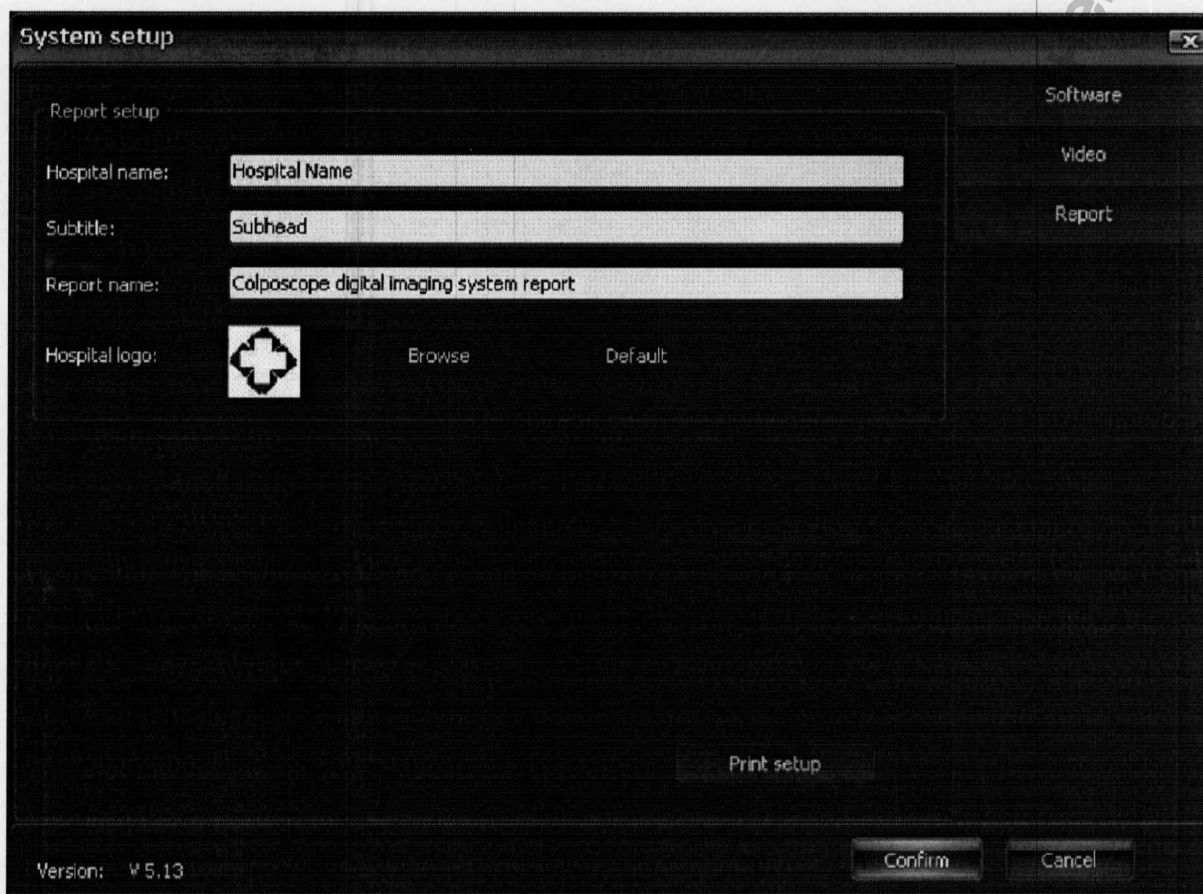 System setup
Software
Video
Report
Report setup
Hospital name: Hospital Name
Subtitle: Subhead
Report name: Colposcope digital imaging system report
Hospital logo: Browse Default
Print setup
Version: V 5.13
Confirm Cancel